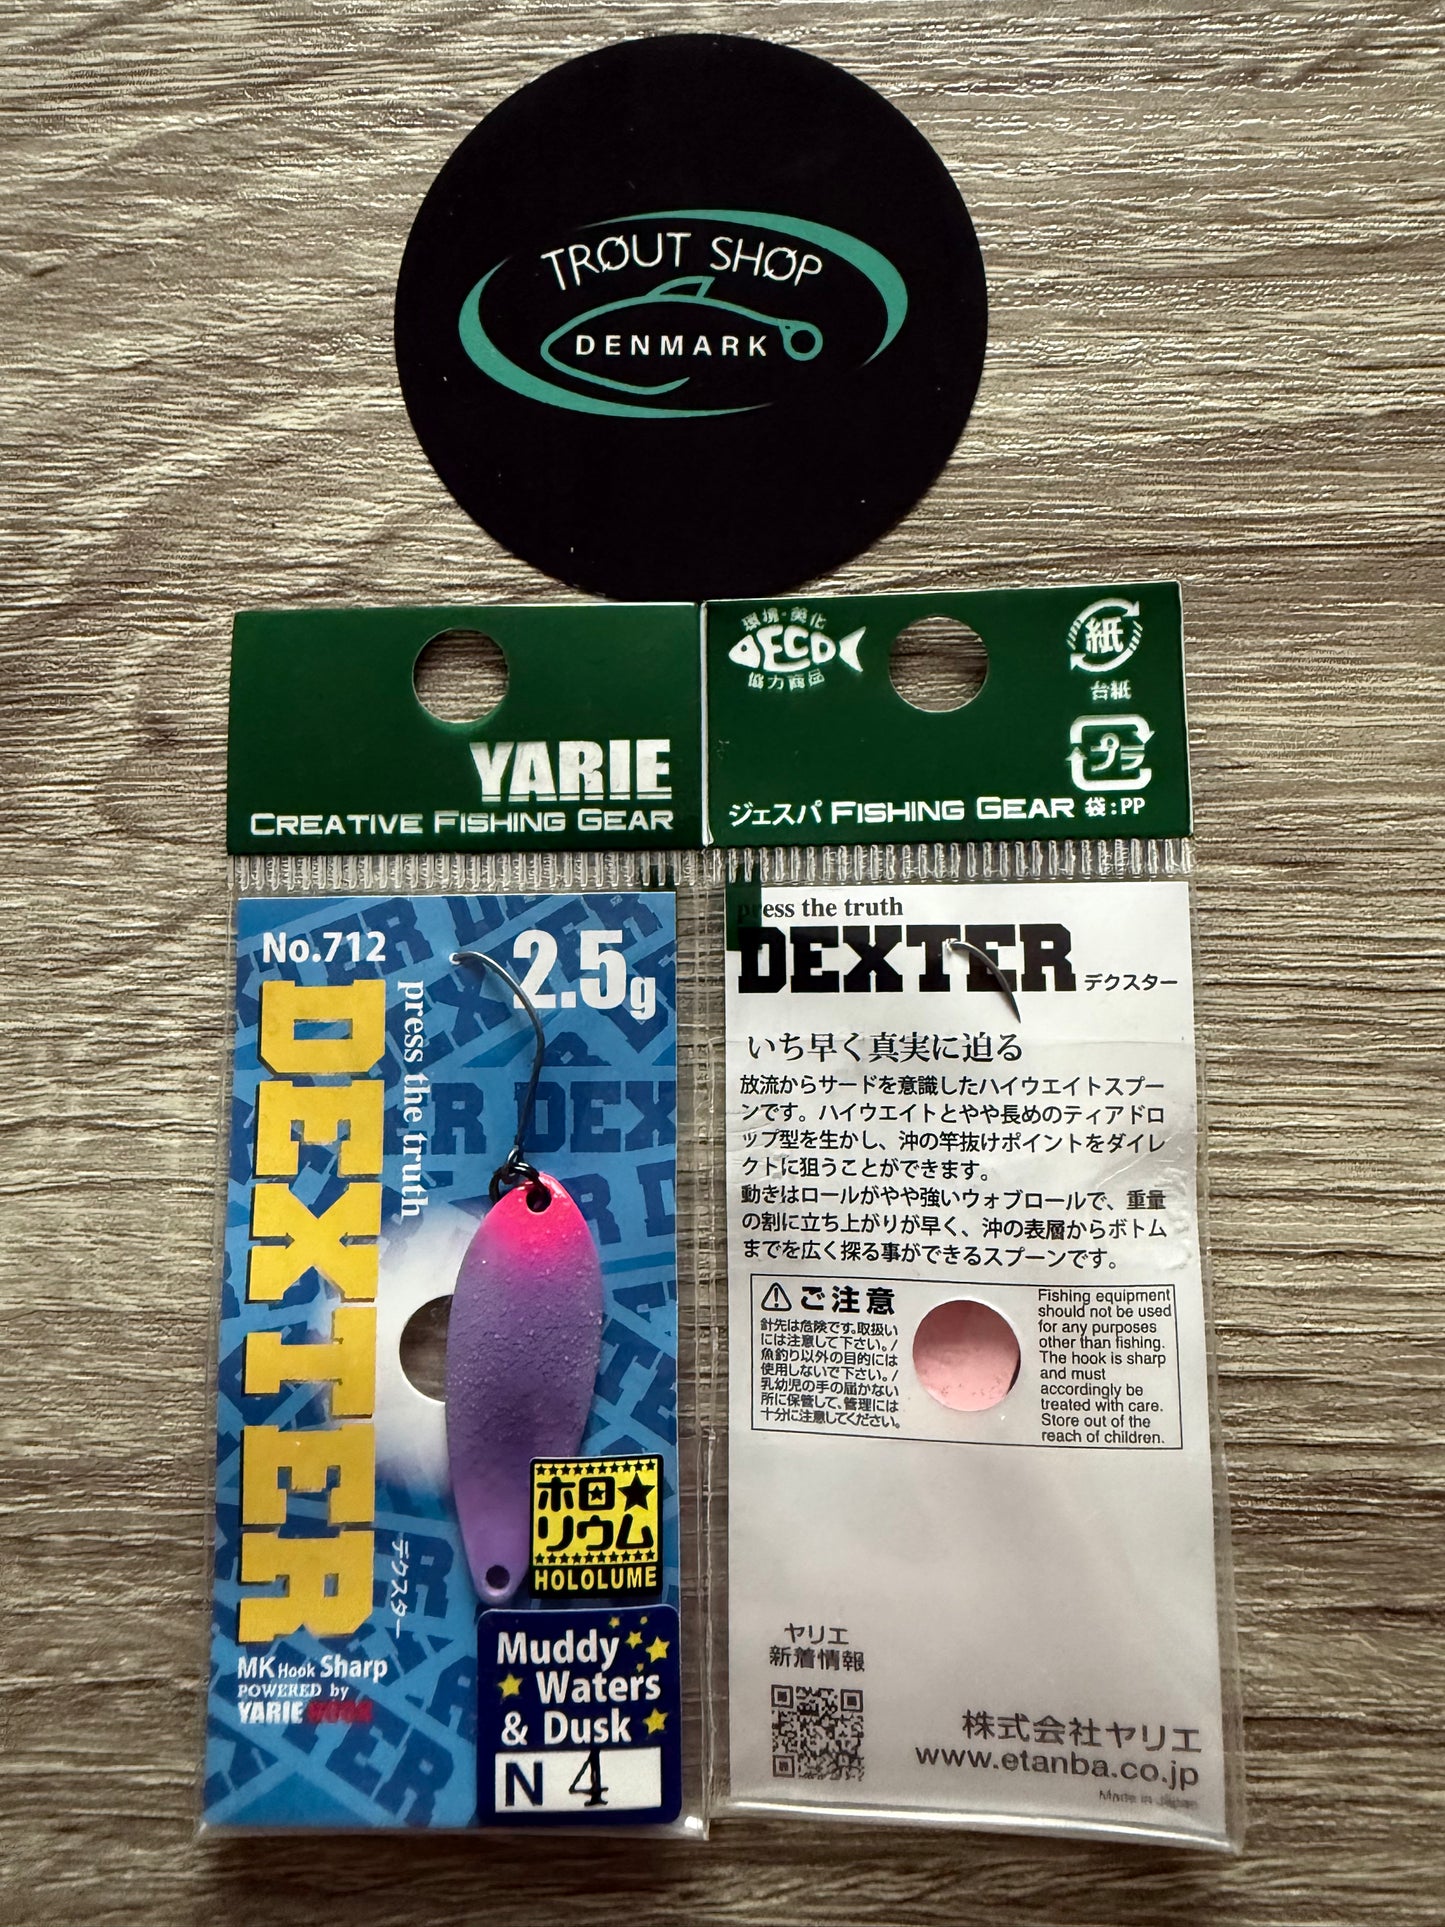 TRØUT SHØP
DENMARK
YARIE
CREATIVE FISHING GEAR
No.712
2.5g
DEXTER
press the truth
デクスター
ホロ★
リウム
HOLOLUME
MK Hook Sharp
POWERED by
YARIE HOOK
Muddy
Waters
& Dusk
N 4
環境・美化
ECO
協力商品
紙
台紙
プラ
ジェスパ FISHING GEAR 袋:PP
press the truth
DEXTER デクスター
いち早く真実に迫る
放流からサードを意識したハイウエイトスプー
ンです。ハイウエイトとやや長めのティアドロ
ップ型を生かし、沖の竿抜けポイントをダイレ
クトに狙うことができます。
動きはロールがやや強いウォブロールで、重量
の割に立ち上がりが早く、沖の表層からボトム
までを広く探る事ができるスプーンです。
ご注意
針先は危険です。取扱い
には注意して下さい。/
魚釣り以外の目的には
使用しないで下さい。/
乳幼児の手の届かない
所に保管して、管理には
十分に注意してください。
Fishing equipment
should not be used
for any purposes
other than fishing.
The hook is sharp
and must
accordingly be
treated with care.
Store out of the
reach of children.
ヤリエ
新着情報
株式会社ヤリエ
www.etanba.co.jp
Made in Japan